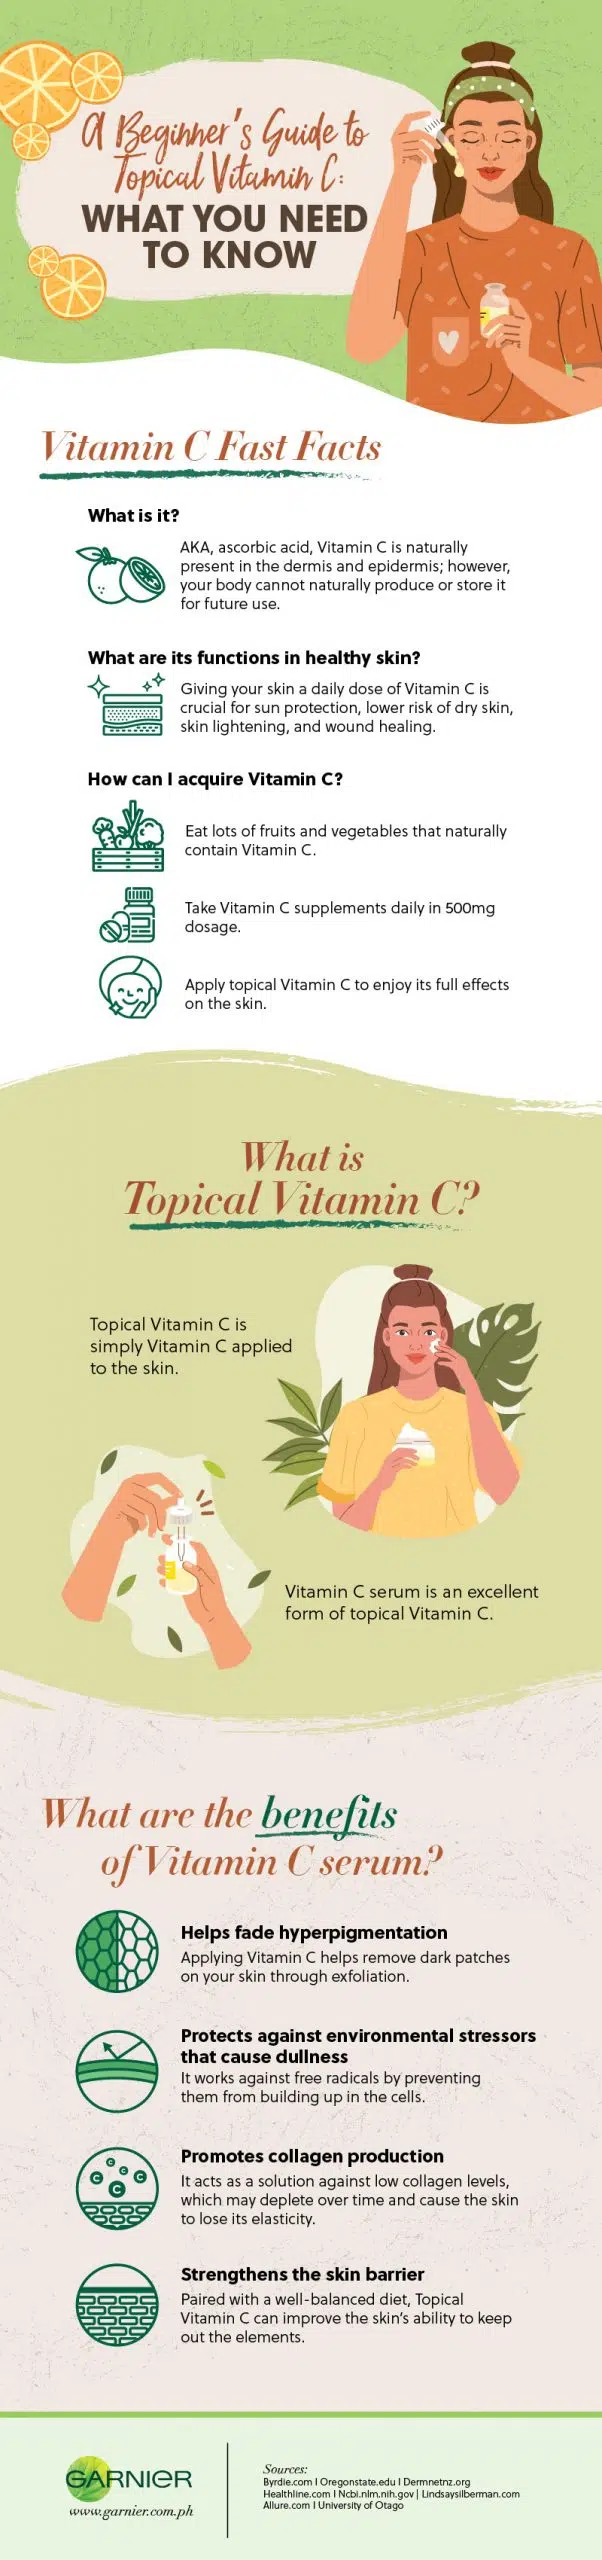 A Beginner's Guide to
Topical Vitamin C:
WHAT YOU NEED
TO KNOW
Vitamin C Fast Facts
What is it?
AKA, ascorbic acid, Vitamin C is naturally
present in the dermis and epidermis; however,
your body cannot naturally produce or store it
for future use.
What are its functions in healthy skin?
Giving your skin a daily dose of Vitamin C is
crucial for sun protection, lower risk of dry skin,
skin lightening, and wound healing.
How can I acquire Vitamin C?
Eat lots of fruits and vegetables that naturally
contain Vitamin C.
Take Vitamin C supplements daily in 500mg
dosage.
Apply topical Vitamin C to enjoy its full effects
on the skin.
What is
Topical Vitamin C?
Topical Vitamin C is
simply Vitamin C applied
to the skin.
Vitamin C serum is an excellent
form of topical Vitamin C.
What are the benefits
of Vitamin C serum?
Helps fade hyperpigmentation
Applying Vitamin C helps remove dark patches
on your skin through exfoliation.
Protects against environmental stressors
that cause dullness
It works against free radicals by preventing
them from building up in the cells.
C C C C C
Promotes collagen production
It acts as a solution against low collagen levels,
which may deplete over time and cause the skin
to lose its elasticity.
Strengthens the skin barrier
Paired with a well-balanced diet, Topical
Vitamin C can improve the skin's ability to keep
out the elements.
GARNIER
www.garnier.com.ph
Sources:
Byrdie.com I Oregonstate.edu I Dermnetnz.org
Healthline.com I Ncbi.nlm.nih.gov | Lindsaysilberman.com
Allure.com I University of Otago